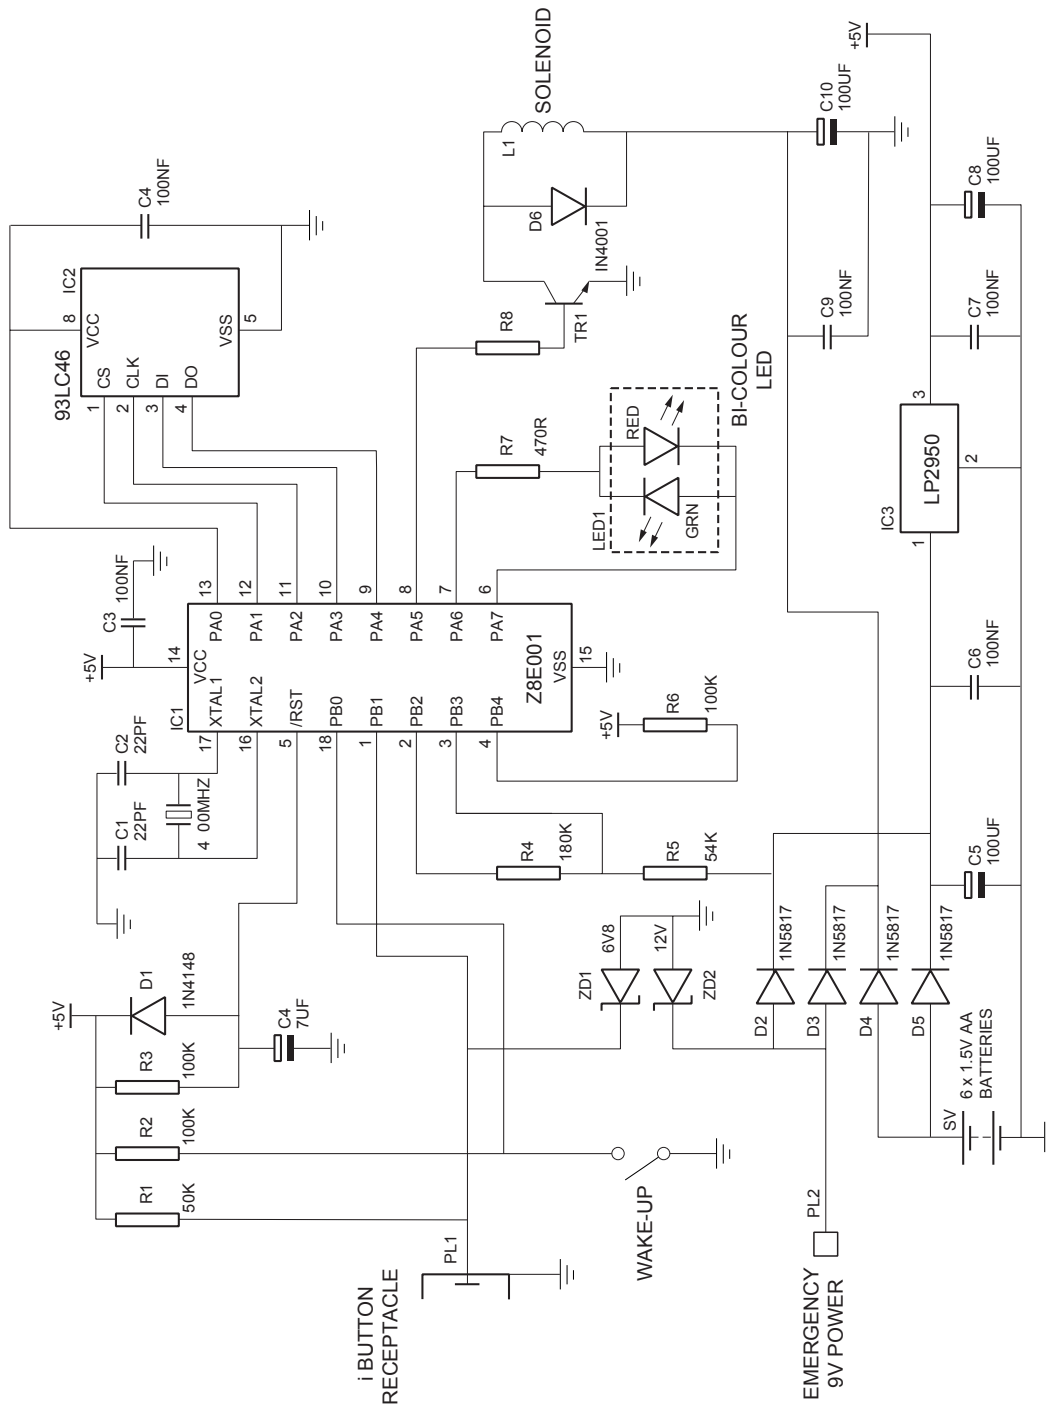 i BUTTON
RECEPTACLE
PL1
EMERGENCY
9V POWER
PL2
WAKE-UP
R1
50K
R2
100K
R3
100K
+5V
D1
1N4148
C4
7UF
C1
22PF
C2
22PF
4 00MHZ
+5V
C3
100NF
IC1
Z8E001
14
VCC
17
XTAL1
16
XTAL2
5
/RST
18
PB0
1
PB1
2
PB2
3
PB3
4
PB4
15
VSS
PA0
13
PA1
12
PA2
11
PA3
10
PA4
9
PA5
8
PA6
7
PA7
6
93LC46
IC2
8
VCC
1
CS
2
CLK
3
DI
4
DO
VSS
5
C4
100NF
R8
TR1
D6
IN4001
L1
SOLENOID
R7
470R
LED1
RED
GRN
BI-COLOUR
LED
+5V
R6
100K
R4
180K
R5
54K
ZD1
6V8
ZD2
12V
D2
1N5817
D3
1N5817
D4
1N5817
D5
1N5817
SV
6 x 1.5V AA
BATTERIES
C5
100UF
C6
100NF
IC3
LP2950
1
2
3
C7
100NF
C8
100UF
C9
100NF
C10
100UF
+5V